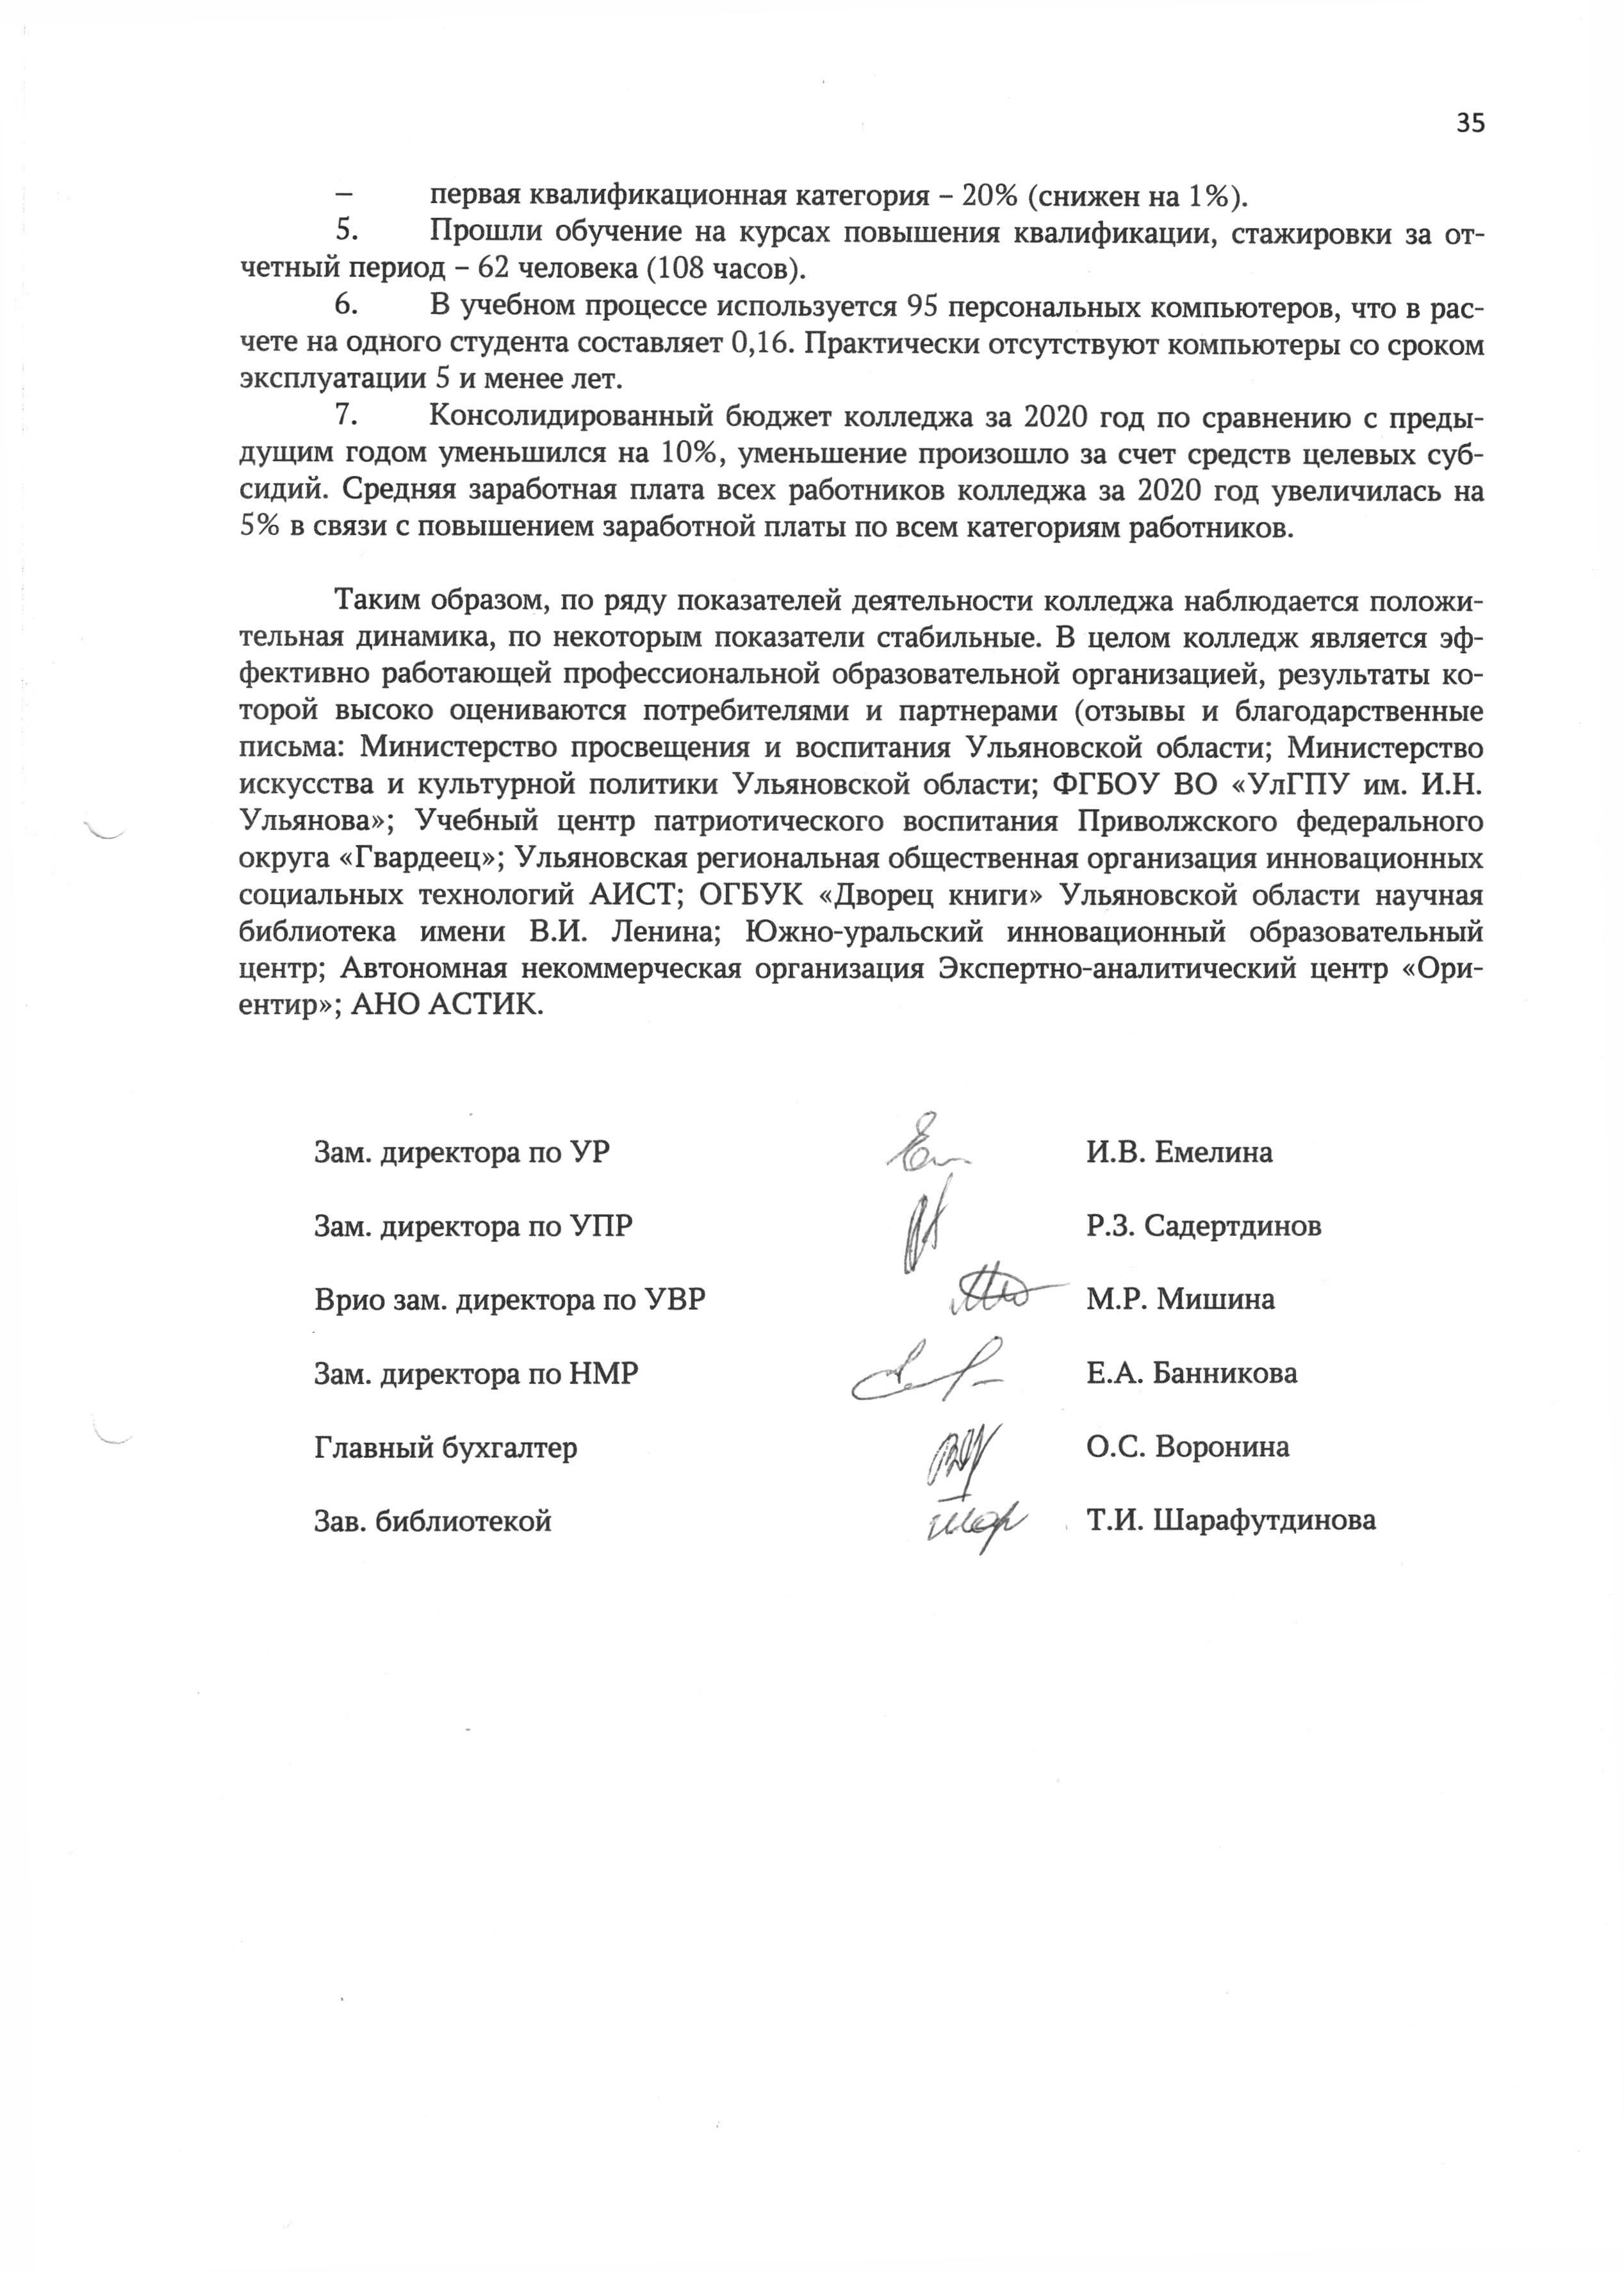 35
– первая квалификационная категория – 20% (снижен на 1%).
5. Прошли обучение на курсах повышения квалификации, стажировки за от-
четный период – 62 человека (108 часов).
6. В учебном процессе используется 95 персональных компьютеров, что в рас-
чете на одного студента составляет 0,16. Практически отсутствуют компьютеры со сроком
эксплуатации 5 и менее лет.
7. Консолидированный бюджет колледжа за 2020 год по сравнению с преды-
дущим годом уменьшился на 10%, уменьшение произошло за счет средств целевых суб-
сидий. Средняя заработная плата всех работников колледжа за 2020 год увеличилась на
5% в связи с повышением заработной платы по всем категориям работников.
Таким образом, по ряду показателей деятельности колледжа наблюдается положи-
тельная динамика, по некоторым показатели стабильные. В целом колледж является эф-
фективно работающей профессиональной образовательной организацией, результаты ко-
торой высоко оцениваются потребителями и партнерами (отзывы и благодарственные
письма: Министерство просвещения и воспитания Ульяновской области; Министерство
искусства и культурной политики Ульяновской области; ФГБОУ ВО «УлГПУ им. И.Н.
Ульянова»; Учебный центр патриотического воспитания Приволжского федерального
округа «Гвардеец»; Ульяновская региональная общественная организация инновационных
социальных технологий АИСТ; ОГБУК «Дворец книги» Ульяновской области научная
библиотека имени В.И. Ленина; Южно-уральский инновационный образовательный
центр; Автономная некоммерческая организация Экспертно-аналитический центр «Ори-
ентир»; АНО АСТИК.
Зам. директора по УР И.В. Емелина
Зам. директора по УПР Р.З. Садертдинов
Врио зам. директора по УВР М.Р. Мишина
Зам. директора по НМР Е.А. Банникова
Главный бухгалтер О.С. Воронина
Зав. библиотекой Т.И. Шарафутдинова